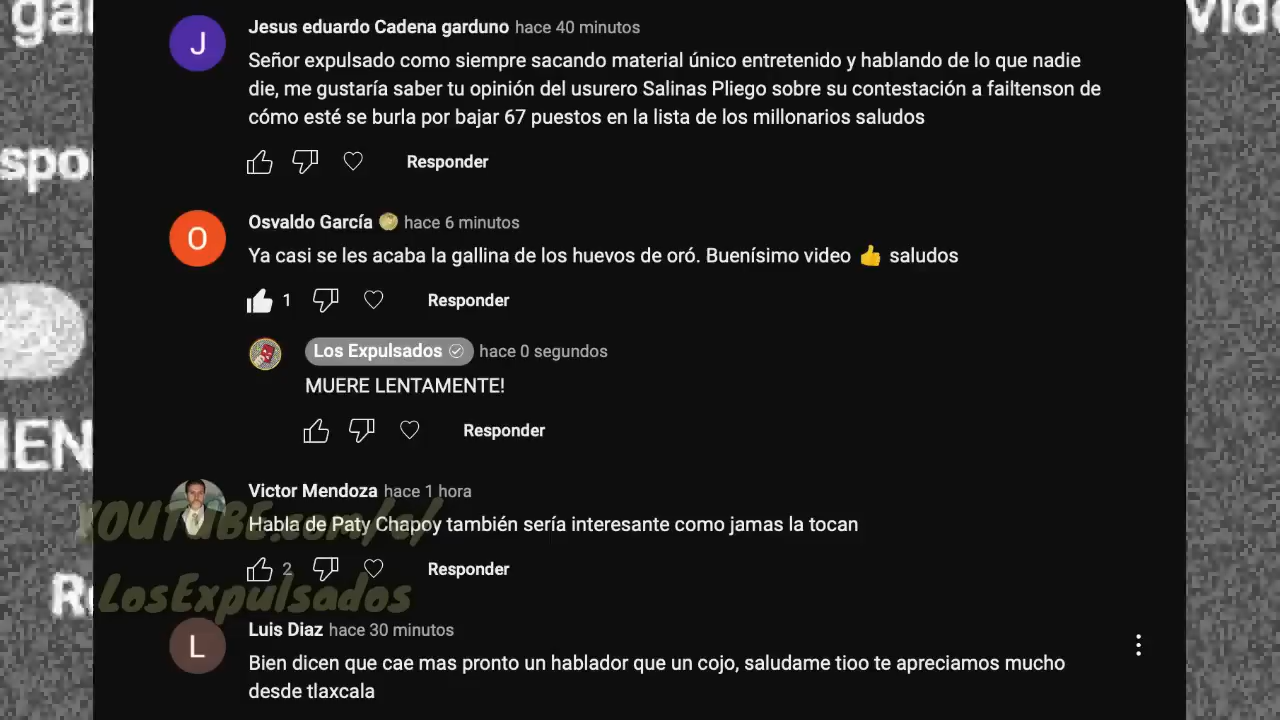 gal
vide
spo
IEN
R
J
Jesus eduardo Cadena garduno hace 40 minutos
Señor expulsado como siempre sacando material único entretenido y hablando de lo que nadie
die, me gustaría saber tu opinión del usurero Salinas Pliego sobre su contestación a failtenson de
cómo esté se burla por bajar 67 puestos en la lista de los millonarios saludos
Responder
O
Osvaldo García hace 6 minutos
Ya casi se les acaba la gallina de los huevos de oró. Buenísimo video 👍 saludos
1 Responder
Los Expulsados hace 0 segundos
MUERE LENTAMENTE!
Responder
Victor Mendoza hace 1 hora
Habla de Paty Chapoy también sería interesante como jamas la tocan
2 Responder
YOUTUBE.com/c/
LosExpulsados
L
Luis Diaz hace 30 minutos
Bien dicen que cae mas pronto un hablador que un cojo, saludame tioo te apreciamos mucho
desde tlaxcala